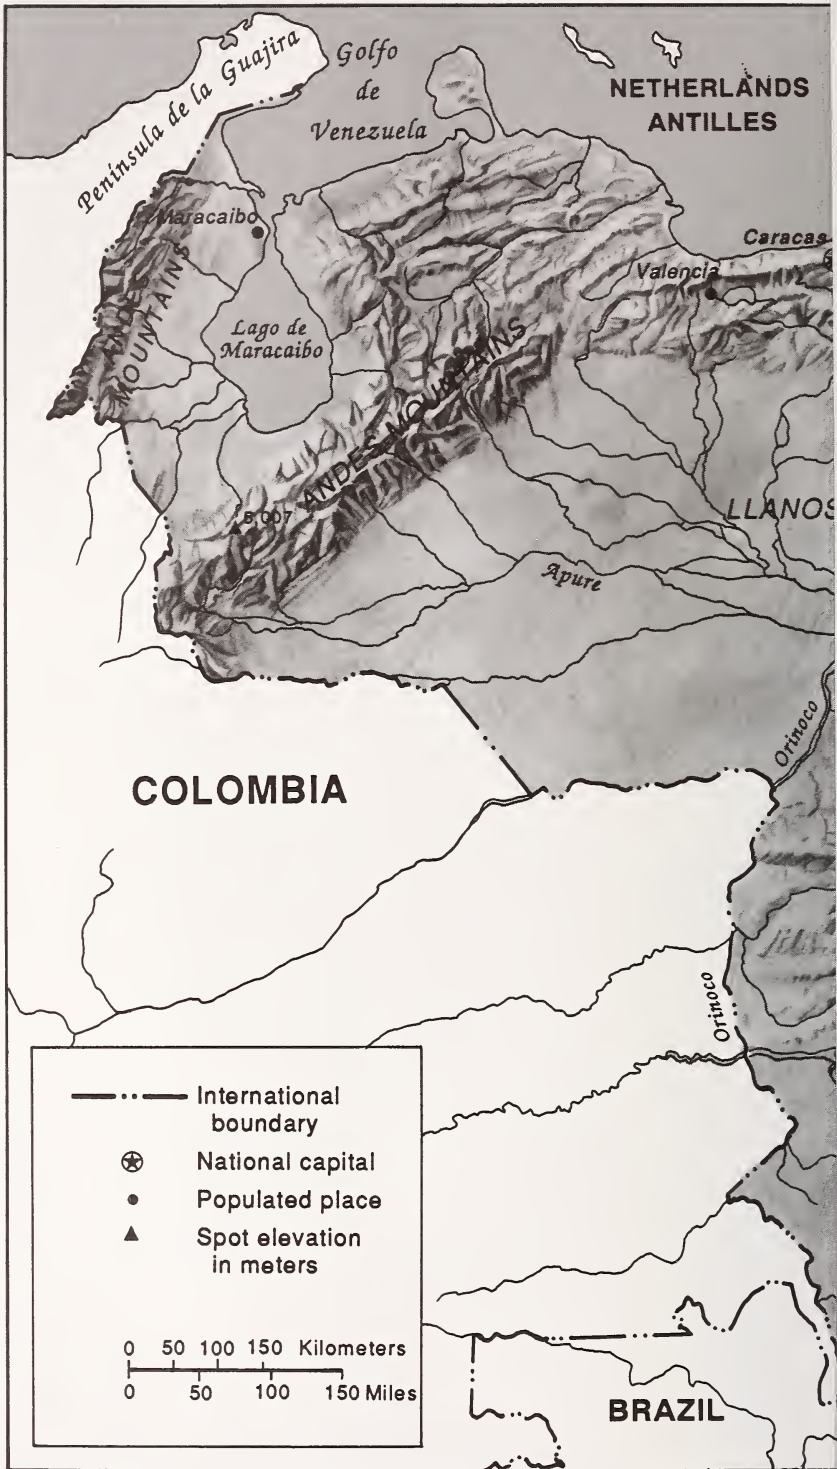 Península de la Guajira
Golfo
de
Venezuela
NETHERLANDS
ANTILLES
Maracaibo
Caracas
Valencia
ANDES
MOUNTAINS
Lago de
Maracaibo
ANDES MOUNTAINS
5,007
LLANOS
Apure
Orinoco
COLOMBIA
Orinoco
International
boundary
National capital
Populated place
Spot elevation
in meters
0 50 100 150 Kilometers
0 50 100 150 Miles
BRAZIL